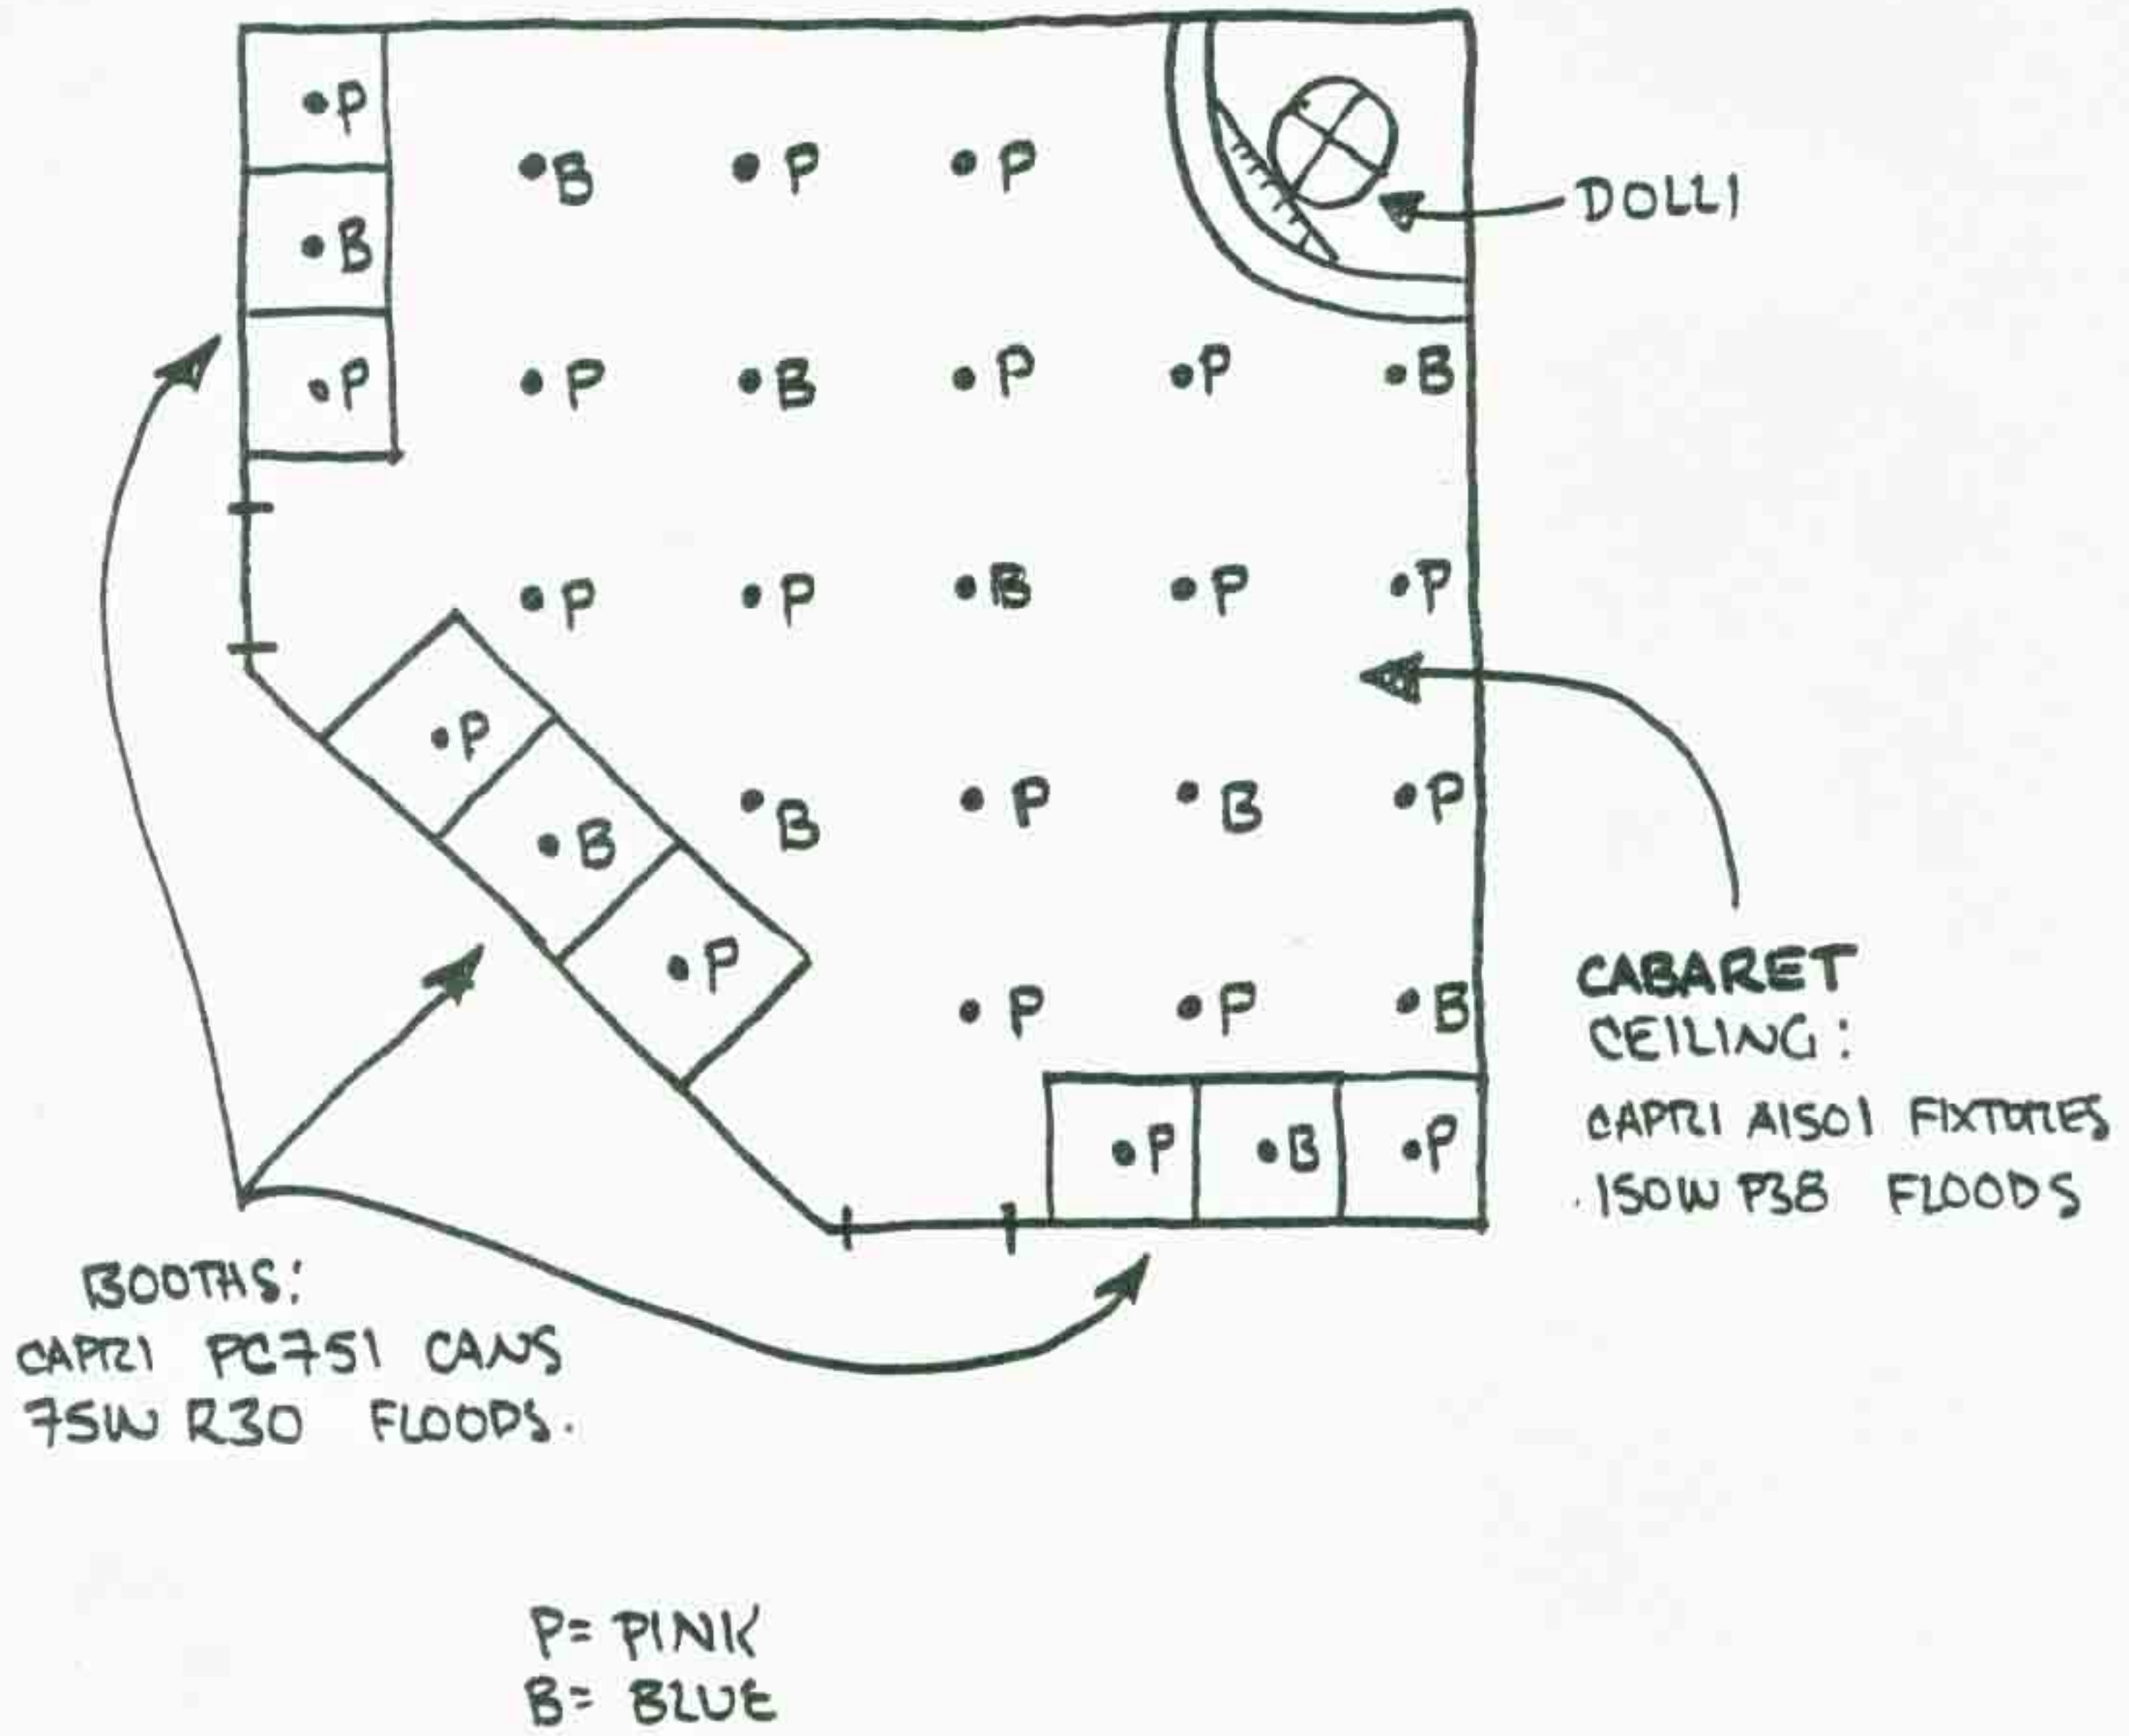 P
B P P
B
DOLLI
P P B P P B
P P B P P
P
B P B P
B
P
P P B
CABARET
CEILING:
CAPRI A1501 FIXTURES
150W P38 FLOODS
P B P
BOOTHS:
CAPRI PC751 CANS
75W R30 FLOODS.
P= PINK
B= BLUE